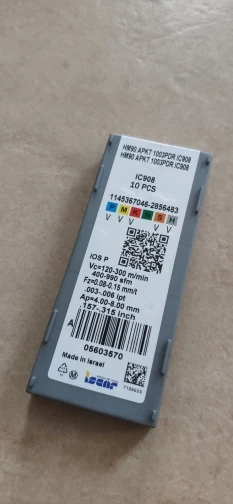 HM90 APKT 1003PDR IC908
HM90 APKT 1003PDR IC908
IC908
10 PCS
1145367046-2856483
P M K N S H
V V V V
IOS P
Vc=120-300 m/min
400-990 sfm
Fz=0.08-0.15 mm/t
.003-.006 ipt
Ap=4.00-8.00 mm
.157-.315 inch
A
05603570
Made in Israel
M
iscar
7109023